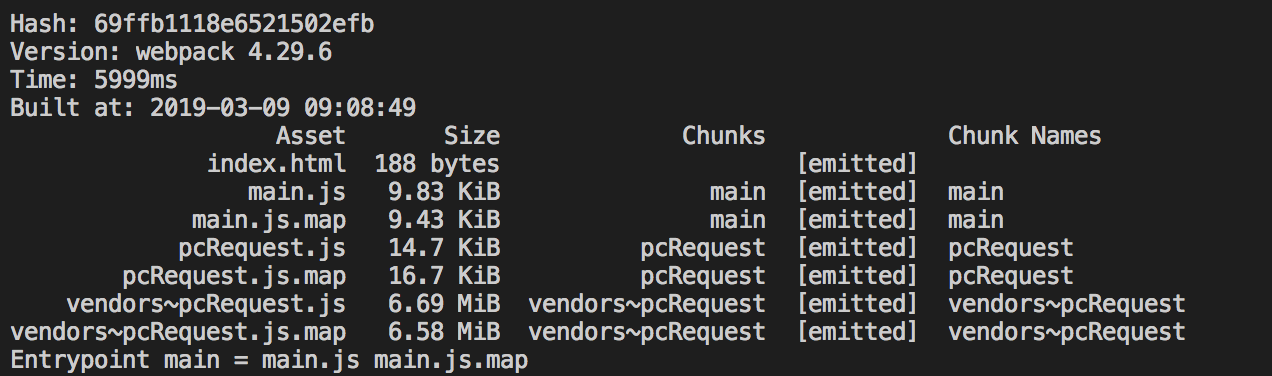 Hash: 69ffb1118e6521502efb
Version: webpack 4.29.6
Time: 5999ms
Built at: 2019-03-09 09:08:49
Asset Size Chunks Chunk Names
index.html 188 bytes [emitted]
main.js 9.83 KiB main [emitted] main
main.js.map 9.43 KiB main [emitted] main
pcRequest.js 14.7 KiB pcRequest [emitted] pcRequest
pcRequest.js.map 16.7 KiB pcRequest [emitted] pcRequest
vendors~pcRequest.js 6.69 MiB vendors~pcRequest [emitted] vendors~pcRequest
vendors~pcRequest.js.map 6.58 MiB vendors~pcRequest [emitted] vendors~pcRequest
Entrypoint main = main.js main.js.map